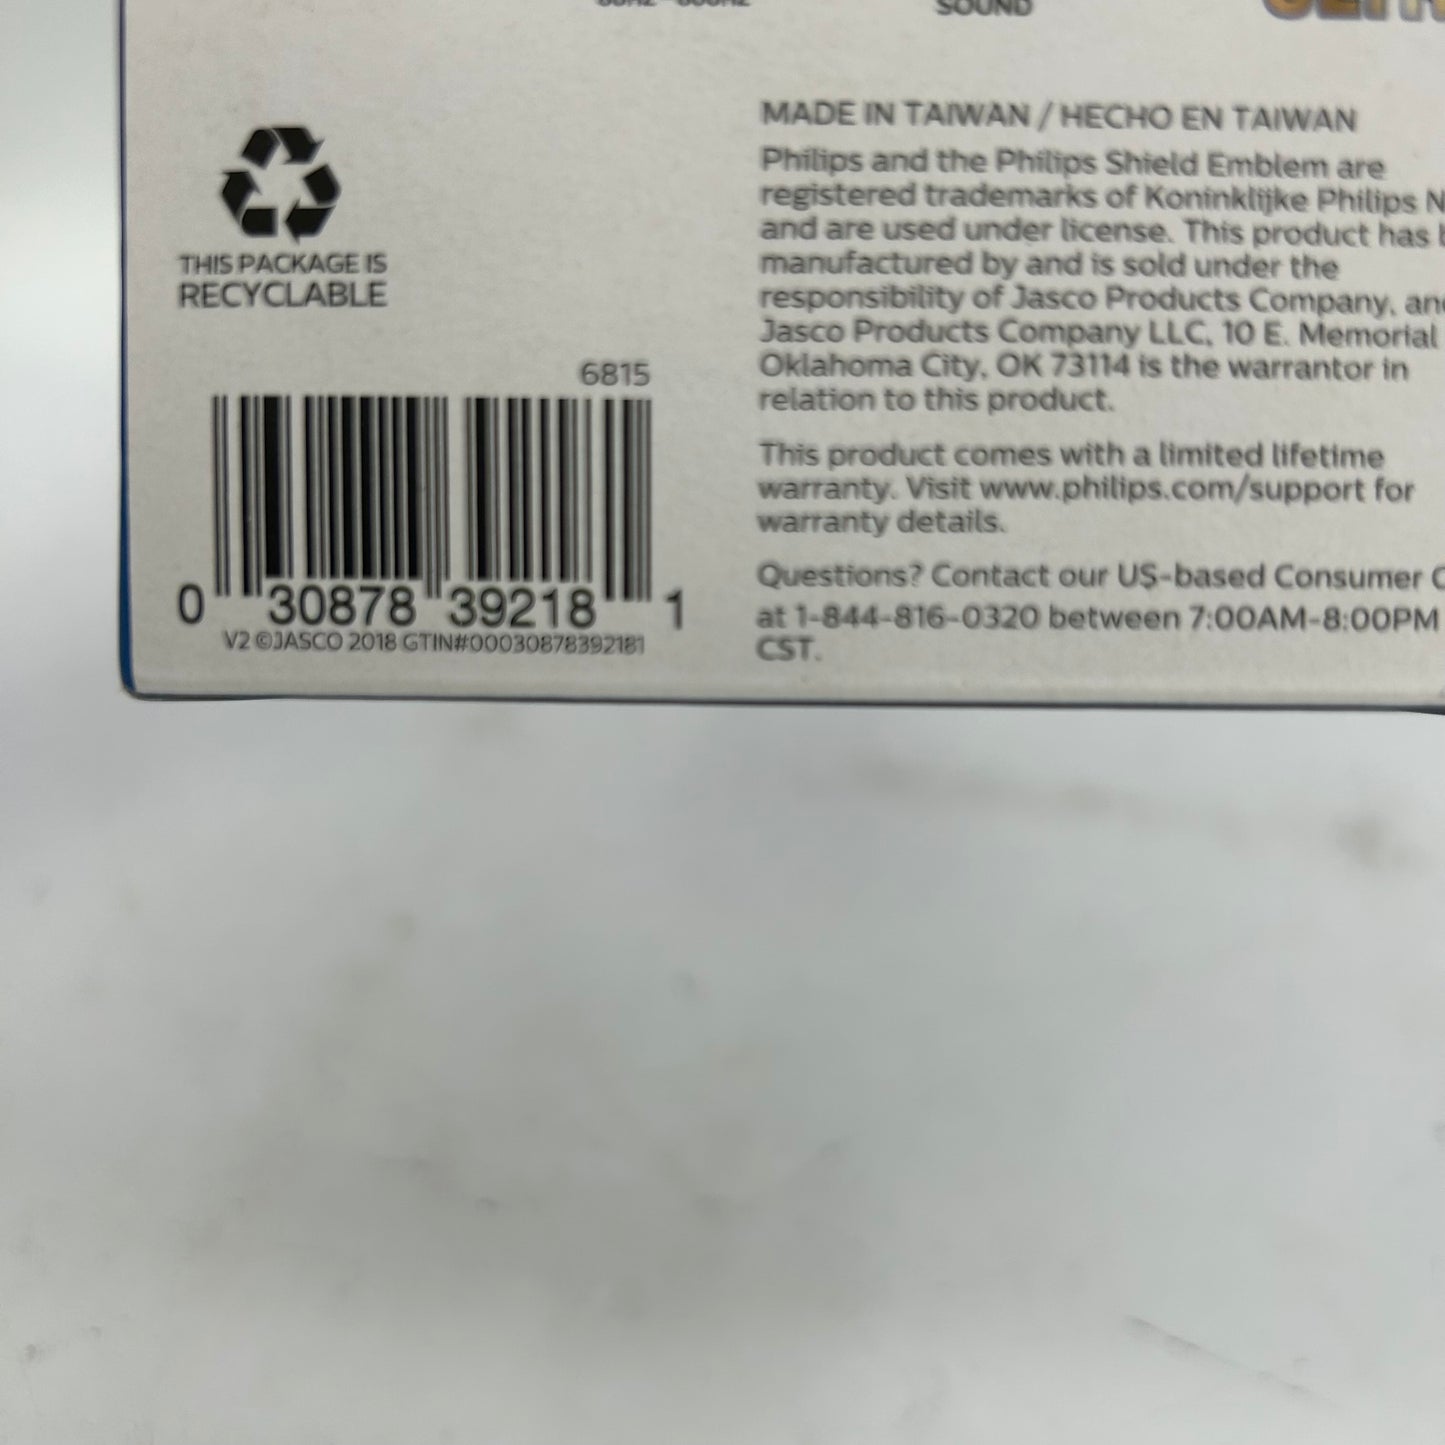 SOUND
MADE IN TAIWAN / HECHO EN TAIWAN
Philips and the Philips Shield Emblem are
registered trademarks of Koninklijke Philips N
and are used under license. This product has
manufactured by and is sold under the
responsibility of Jasco Products Company, and
Jasco Products Company LLC, 10 E. Memorial
Oklahoma City, OK 73114 is the warrantor in
relation to this product.
This product comes with a limited lifetime
warranty. Visit www.philips.com/support for
warranty details.
Questions? Contact our US-based Consumer C
at 1-844-816-0320 between 7:00AM-8:00PM
CST.
THIS PACKAGE IS
RECYCLABLE
6815
0 30878 39218 1
V2 ©JASCO 2018 GTIN#00030878392181